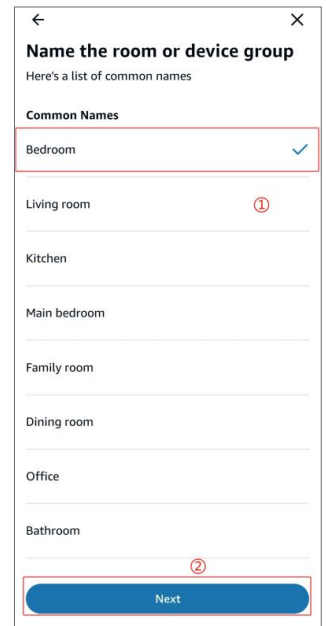 Name the room or device group
Here's a list of common names
Common Names
Bedroom
Living room
①
Kitchen
Main bedroom
Family room
Dining room
Office
Bathroom
②
Next